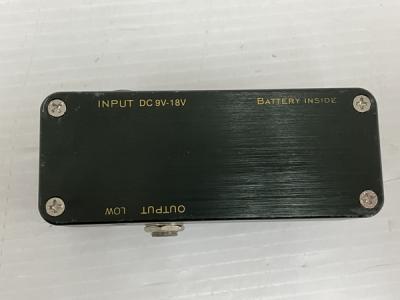 INPUT DC 9V-18V
BATTERY INSIDE
OUTPUT LOW